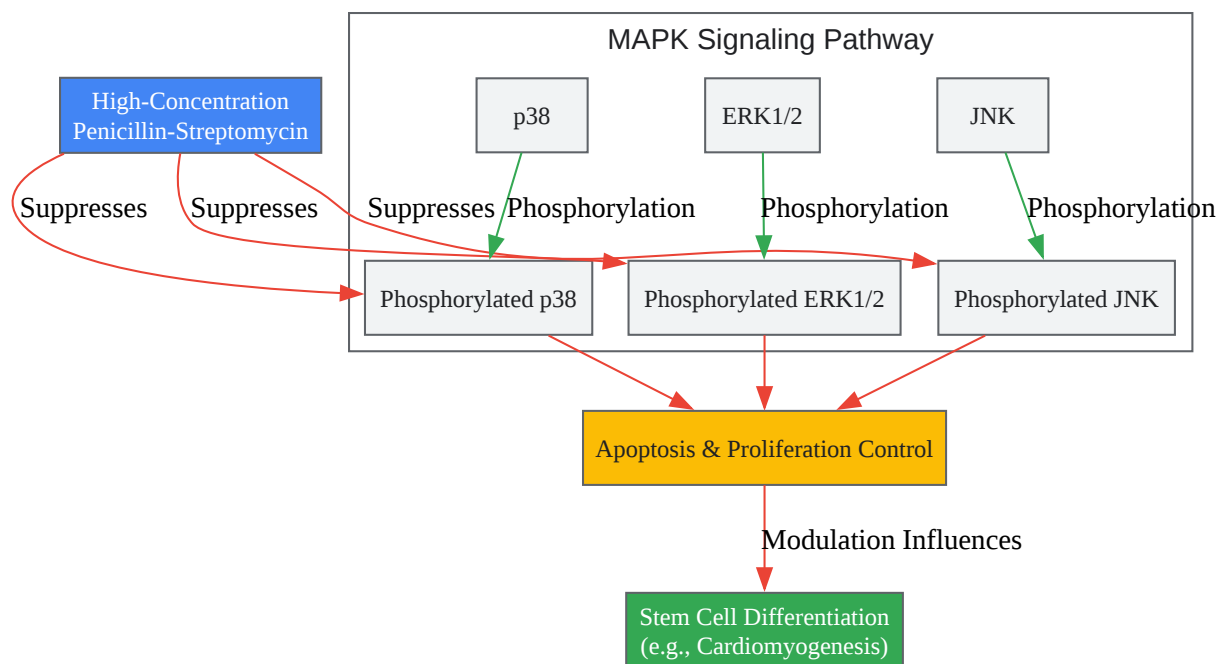 MAPK Signaling Pathway
High-Concentration
Penicillin-Streptomycin
p38
ERK1/2
JNK
Suppresses
Suppresses
Suppresses
Phosphorylation
Phosphorylation
Phosphorylation
Phosphorylated p38
Phosphorylated ERK1/2
Phosphorylated JNK
Apoptosis & Proliferation Control
Modulation Influences
Stem Cell Differentiation
(e.g., Cardiomyogenesis)